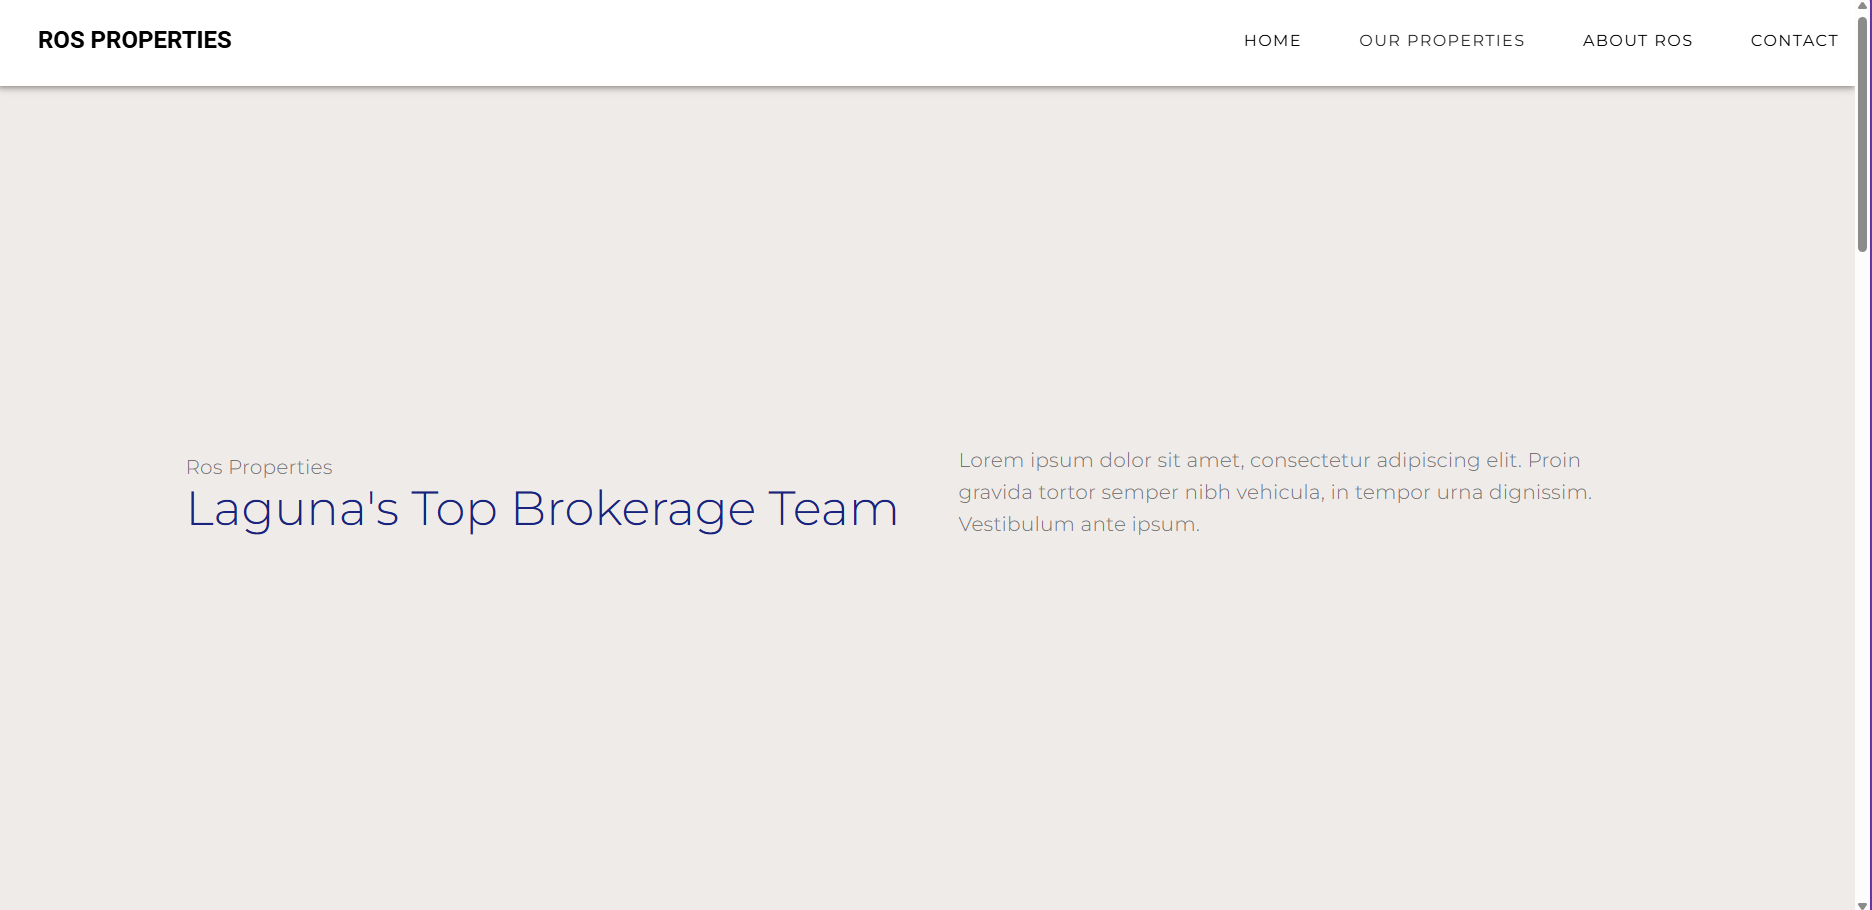 ROS PROPERTIES
HOME OUR PROPERTIES ABOUT ROS CONTACT
Ros Properties
Laguna's Top Brokerage Team
Lorem ipsum dolor sit amet, consectetur adipiscing elit. Proin
gravida tortor semper nibh vehicula, in tempor urna dignissim.
Vestibulum ante ipsum.